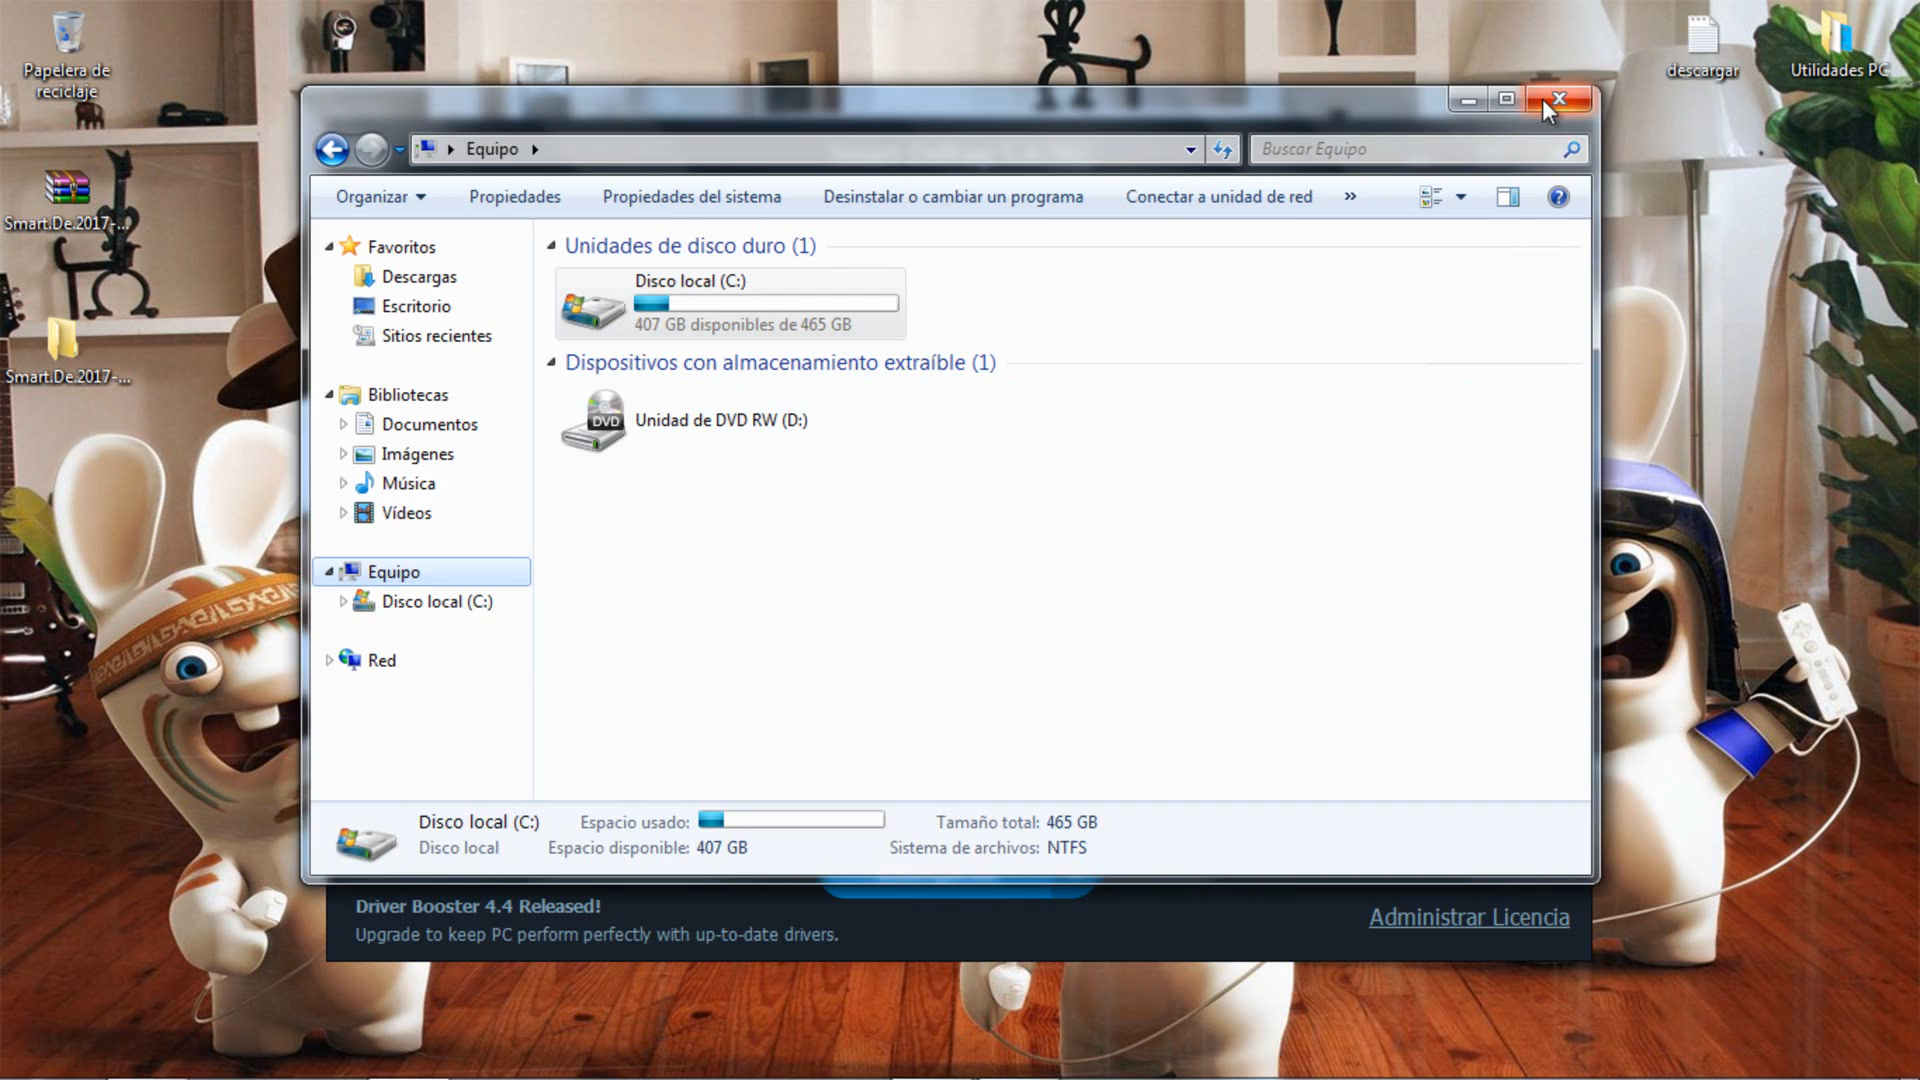 Papelera de
reciclaje
descargar
Utilidades PC
Smart.De.2017-...
Smart.De.2017-...
Equipo
Buscar Equipo
Organizar
Propiedades
Propiedades del sistema
Desinstalar o cambiar un programa
Conectar a unidad de red
»
Favoritos
Descargas
Escritorio
Sitios recientes
Bibliotecas
Documentos
Imágenes
Música
Vídeos
Equipo
Disco local (C:)
Red
Unidades de disco duro (1)
Disco local (C:)
407 GB disponibles de 465 GB
Dispositivos con almacenamiento extraíble (1)
DVD
Unidad de DVD RW (D:)
Disco local (C:) Espacio usado: Tamaño total: 465 GB
Disco local Espacio disponible: 407 GB Sistema de archivos: NTFS
Driver Booster 4.4 Released!
Upgrade to keep PC perform perfectly with up-to-date drivers.
Administrar Licencia